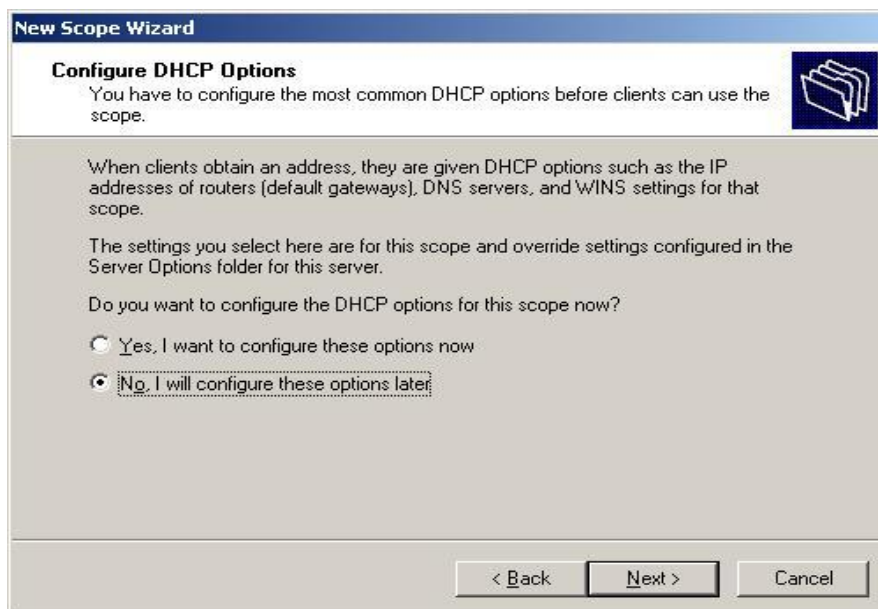 New Scope Wizard
Configure DHCP Options
You have to configure the most common DHCP options before clients can use the
scope.
When clients obtain an address, they are given DHCP options such as the IP
addresses of routers (default gateways), DNS servers, and WINS settings for that
scope.
The settings you select here are for this scope and override settings configured in the
Server Options folder for this server.
Do you want to configure the DHCP options for this scope now?
Yes, I want to configure these options now
No, I will configure these options later
< Back
Next >
Cancel